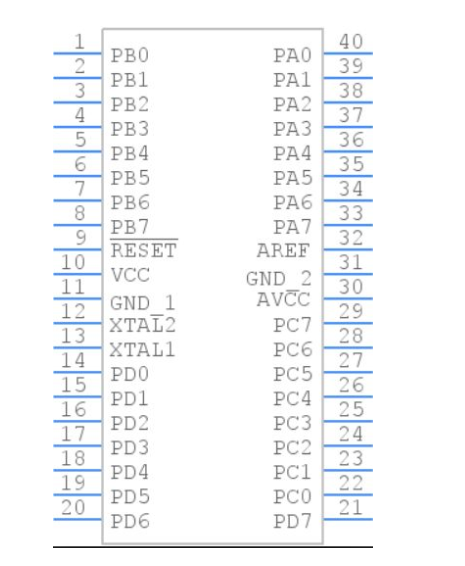 1 PB0 PA0 40
2 PB1 PA1 39
3 PB2 PA2 38
4 PB3 PA3 37
5 PB4 PA4 36
6 PB5 PA5 35
7 PB6 PA6 34
8 PB7 PA7 33
9 RESET AREF 32
10 VCC GND_2 31
11 GND_1 AVCC 30
12 XTAL2 PC7 29
13 XTAL1 PC6 28
14 PD0 PC5 27
15 PD1 PC4 26
16 PD2 PC3 25
17 PD3 PC2 24
18 PD4 PC1 23
19 PD5 PC0 22
20 PD6 PD7 21